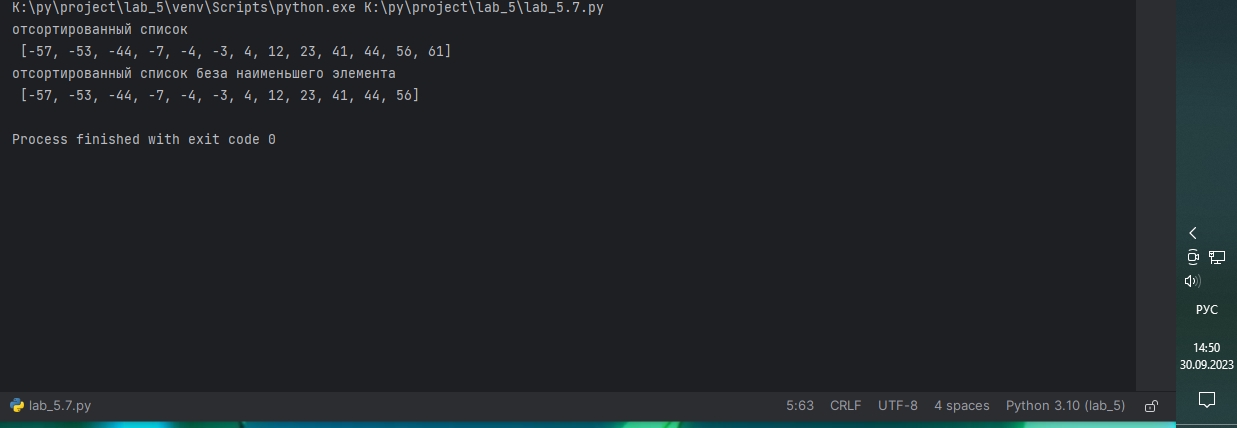 K:\py\project\lab_5\venv\Scripts\python.exe K:\py\project\lab_5\lab_5.7.py
отсортированный список
[-57, -53, -44, -7, -4, -3, 4, 12, 23, 41, 44, 56, 61]
отсортированный список беза наименьшего элемента
[-57, -53, -44, -7, -4, -3, 4, 12, 23, 41, 44, 56]
Process finished with exit code 0
РУС
14:50
30.09.2023
lab_5.7.py 5:63 CRLF UTF-8 4 spaces Python 3.10 (lab_5)